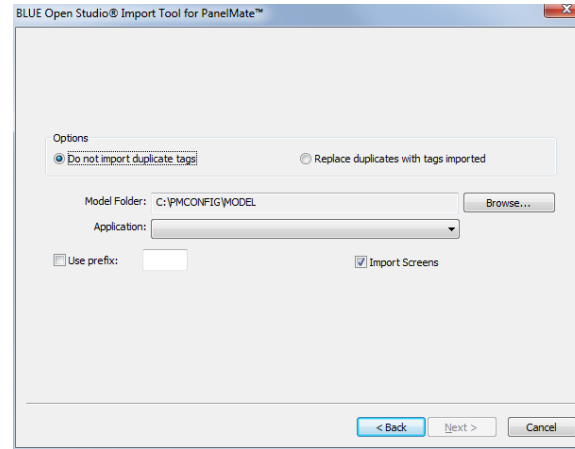 BLUE Open Studio® Import Tool for PanelMate™
Options
Do not import duplicate tags
Replace duplicates with tags imported
Model Folder: C:\PMCONFIG\MODEL Browse...
Application:
Use prefix: Import Screens
< Back Next > Cancel